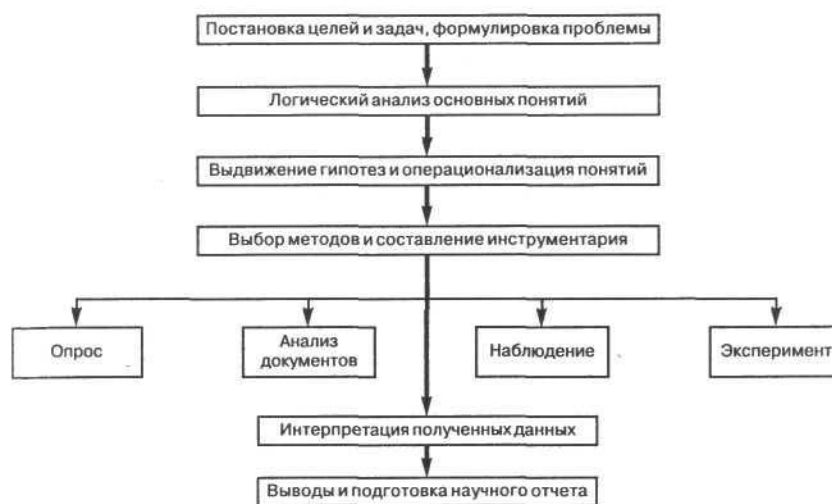 Постановка целей и задач, формулировка проблемы
Логический анализ основных понятий
Выдвижение гипотез и операционализация понятий
Выбор методов и составление инструментария
Опрос
Анализ
документов
Наблюдение
Эксперимент
Интерпретация полученных данных
Выводы и подготовка научного отчета